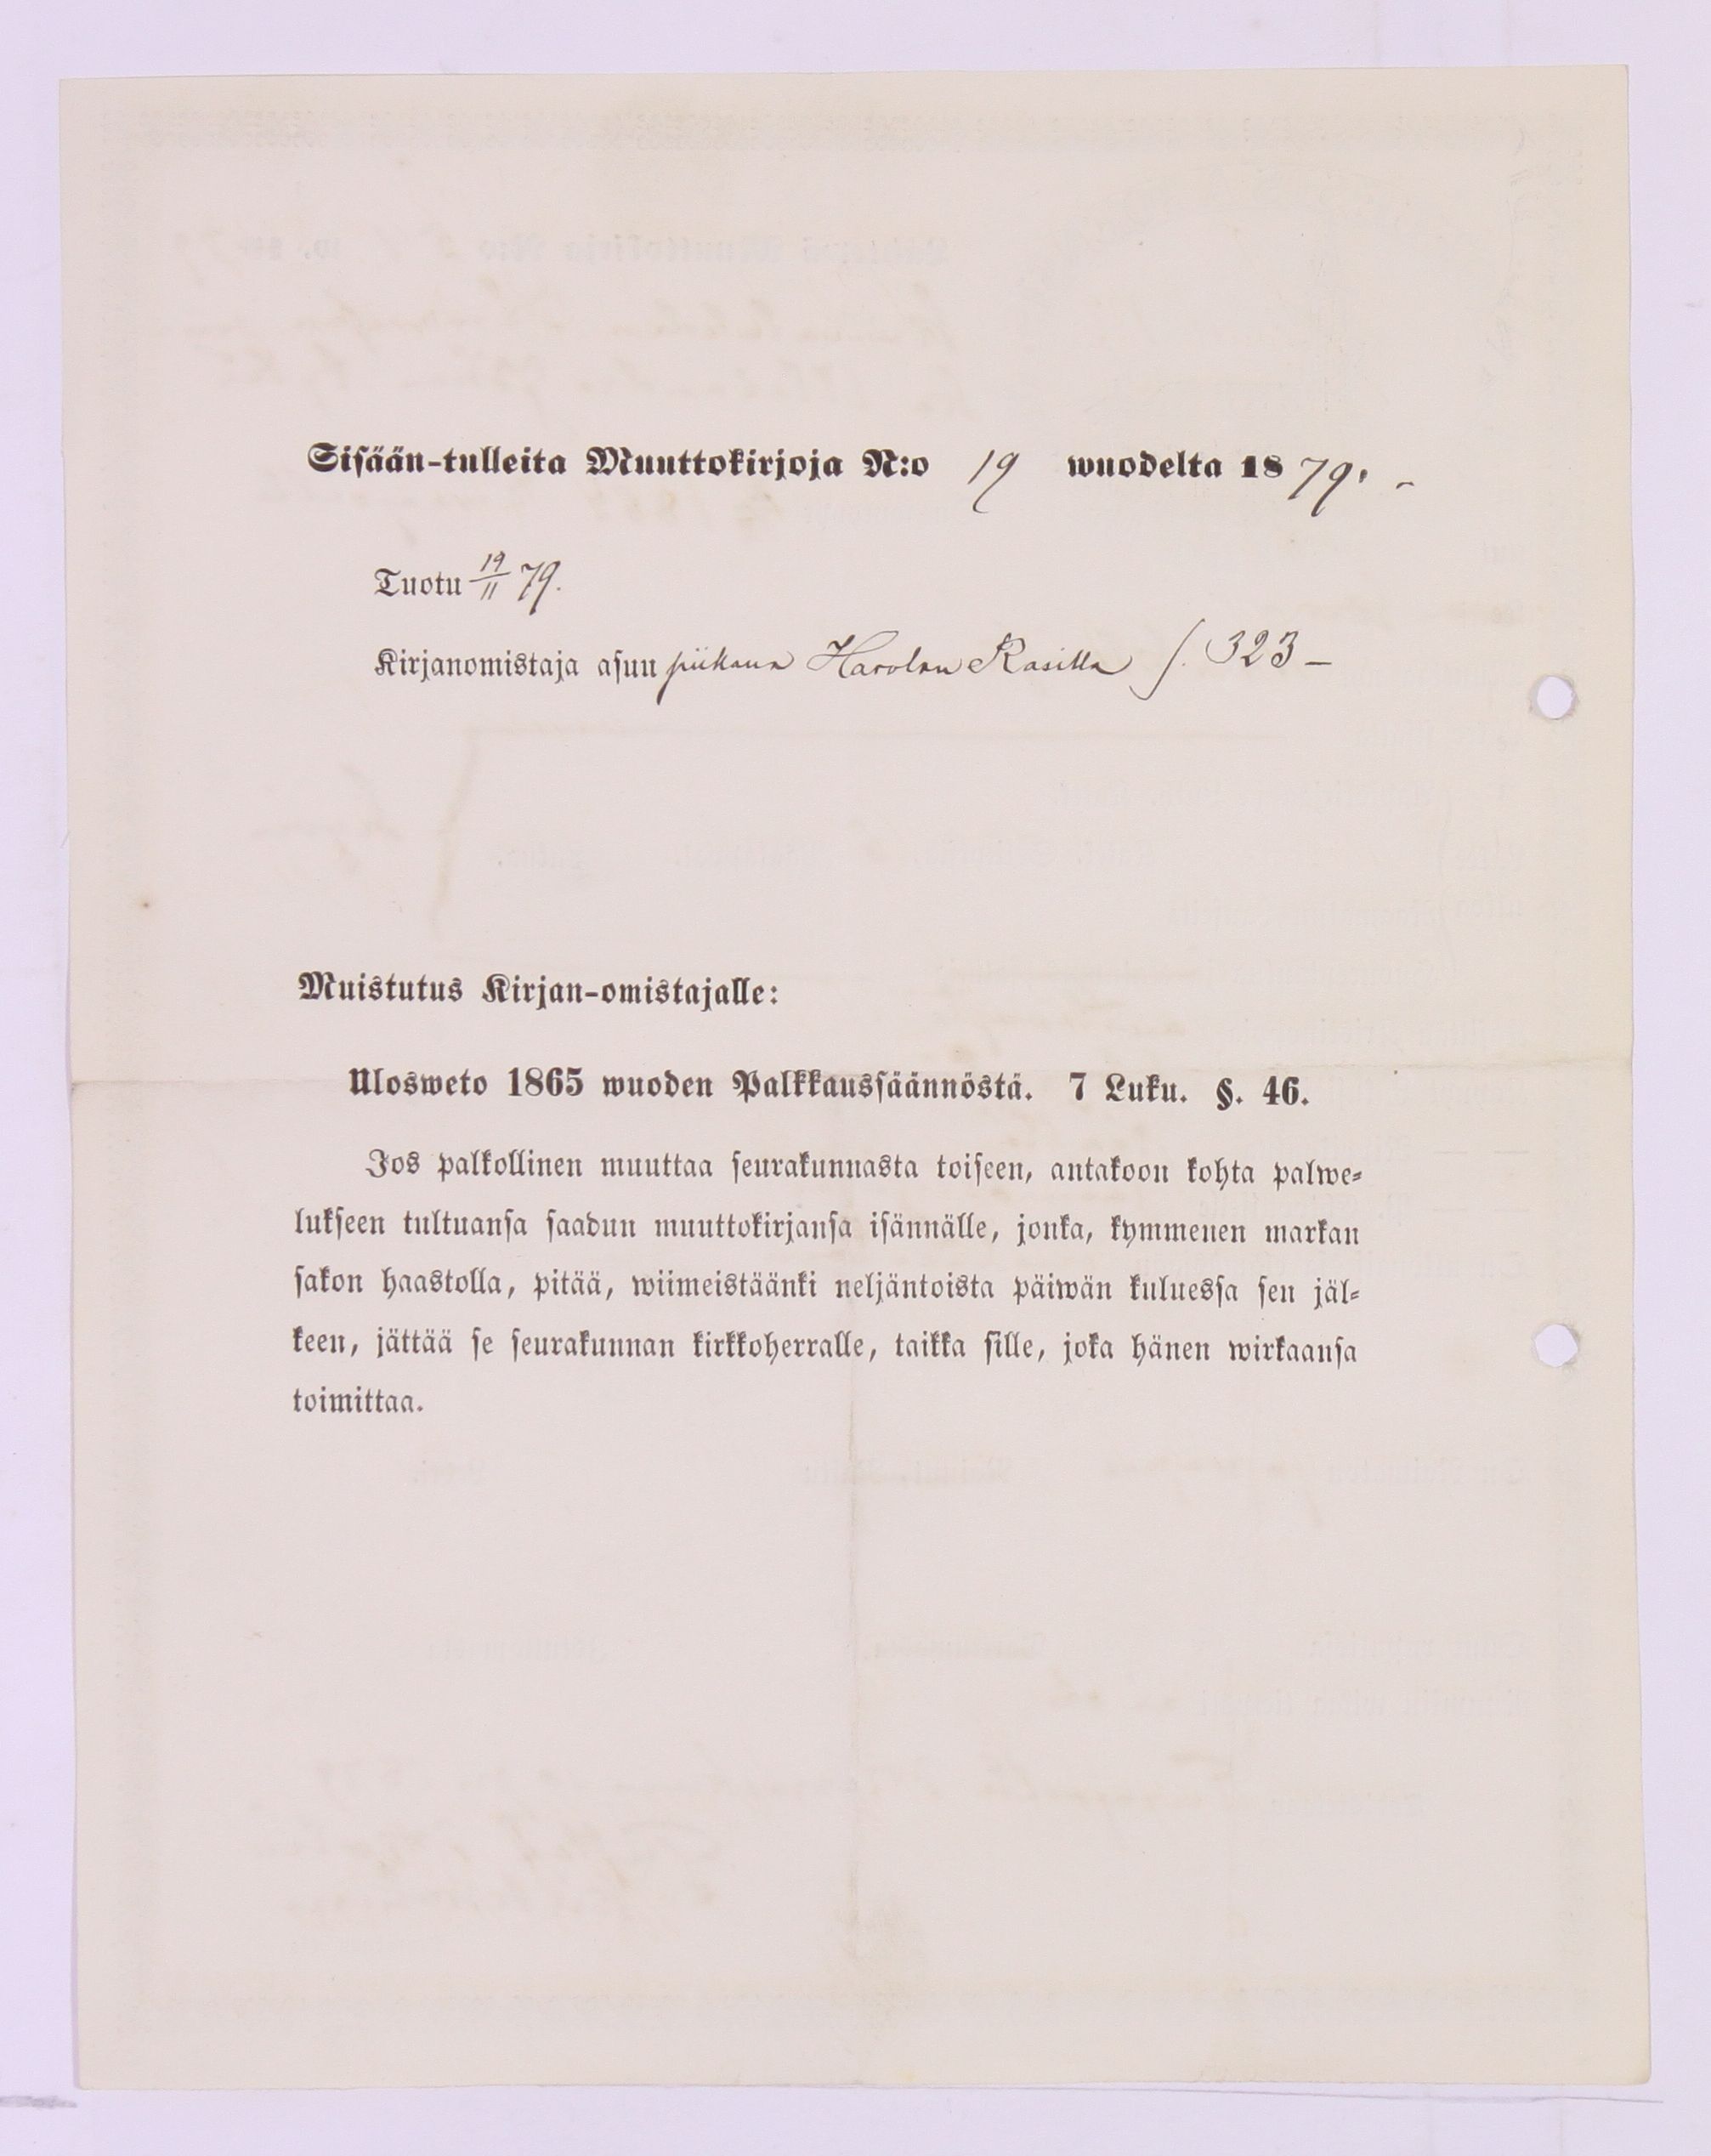 Sisään-tulleita Muuttokirjoja N:o 19 wuodelta 1879. -
Tuotu 19/11 79.
Kirjanomistaja asuu piikana Harolan Rasilla s. 323 –
Muistutus Kirjan-omistajalle:
Ulosweto 1865 wuoden Palkkaussäännöstä. 7 Luku. §. 46.
Jos palkollinen muuttaa seurakunnasta toiseen, antakoon kohta palwe-
lukseen tultuansa saadun muuttokirjansa isännälle, jonka, kymmenen markan
sakon haastolla, pitää, wiimeistäänki neljäntoista päiwän kuluessa sen jäl-
keen, jättää se seurakunnan kirkkoherralle, taikka sille, joka hänen wirkaansa
toimittaa.